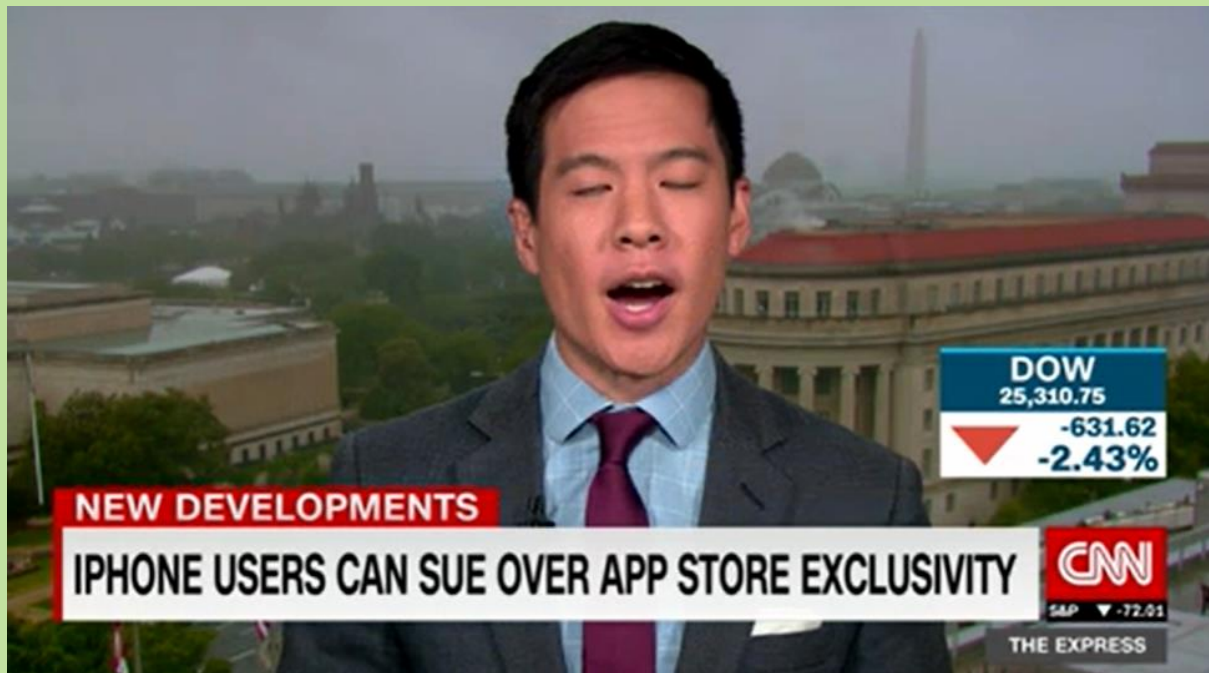 DOW
25,310.75
-631.62
-2.43%
NEW DEVELOPMENTS
IPHONE USERS CAN SUE OVER APP STORE EXCLUSIVITY
CNN
S&P ▼ -72.01
THE EXPRESS